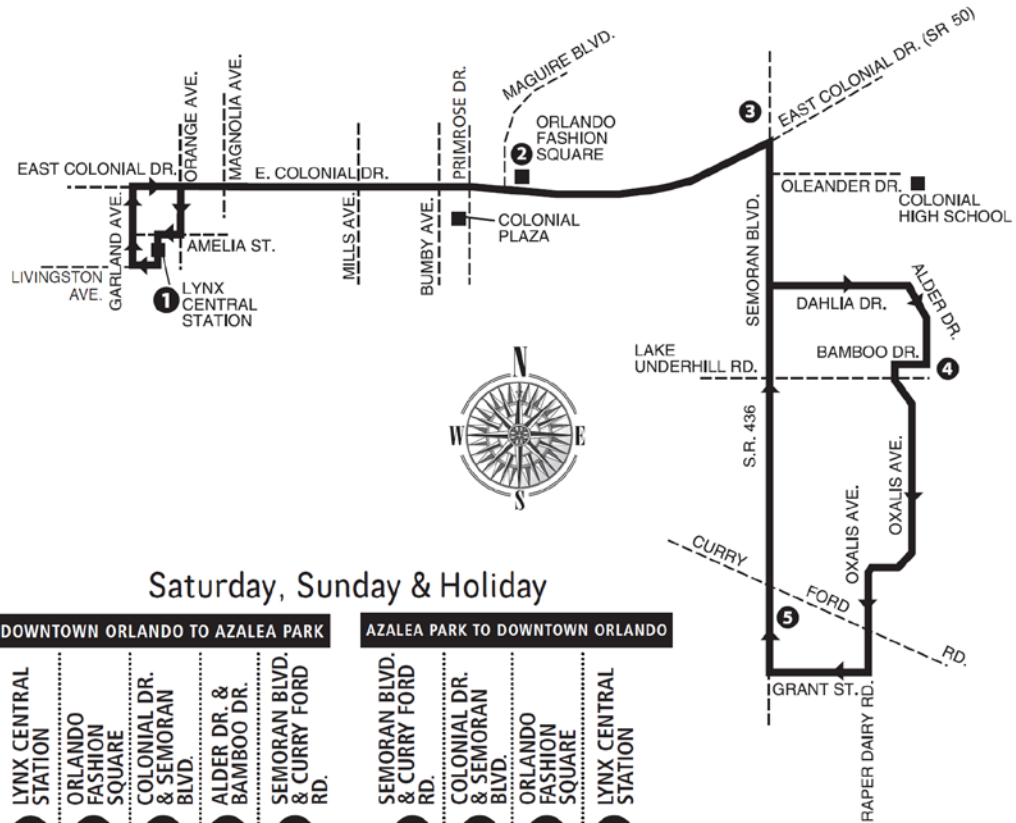 EAST COLONIAL DR. (SR 50)
MAGUIRE BLVD.
ORANGE AVE.
MAGNOLIA AVE.
PRIMROSE DR.
3
ORLANDO
FASHION
SQUARE
2
EAST COLONIAL DR.
E. COLONIAL DR.
OLEANDER DR.
COLONIAL
HIGH SCHOOL
GARLAND AVE.
MILLS AVE.
BUMBY AVE.
COLONIAL
PLAZA
AMELIA ST.
LIVINGSTON
AVE.
1
LYNX
CENTRAL
STATION
SEMORAN BLVD.
DAHLIA DR.
ALDER DR.
LAKE
UNDERHILL RD.
BAMBOO DR.
4
N
W
E
S
S.R. 436
OXALIS AVE.
OXALIS AVE.
CURRY
FORD
RD.
5
GRANT ST.
RAPER DAIRY RD.
Saturday, Sunday & Holiday
DOWNTOWN ORLANDO TO AZALEA PARK
LYNX CENTRAL
STATION
ORLANDO
FASHION
SQUARE
COLONIAL DR.
& SEMORAN
BLVD.
ALDER DR. &
BAMBOO DR.
SEMORAN BLVD.
& CURRY FORD
RD.
AZALEA PARK TO DOWNTOWN ORLANDO
SEMORAN BLVD.
& CURRY FORD
RD.
COLONIAL DR.
& SEMORAN
BLVD.
ORLANDO
FASHION
SQUARE
LYNX CENTRAL
STATION